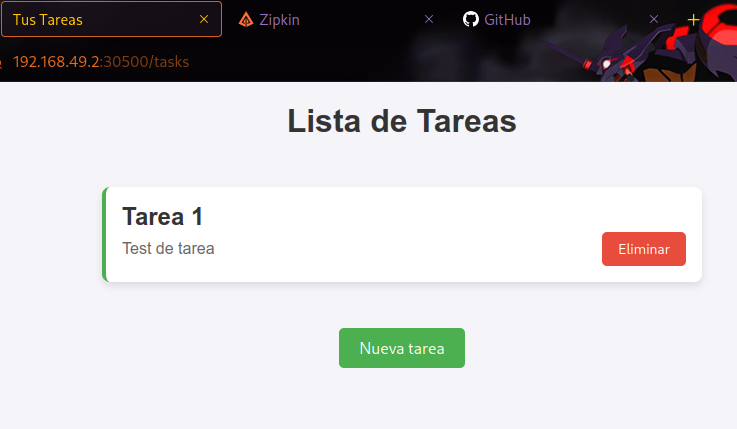 Tus Tareas
Zipkin
GitHub
192.168.49.2:30500/tasks
Lista de Tareas
Tarea 1
Test de tarea
Eliminar
Nueva tarea